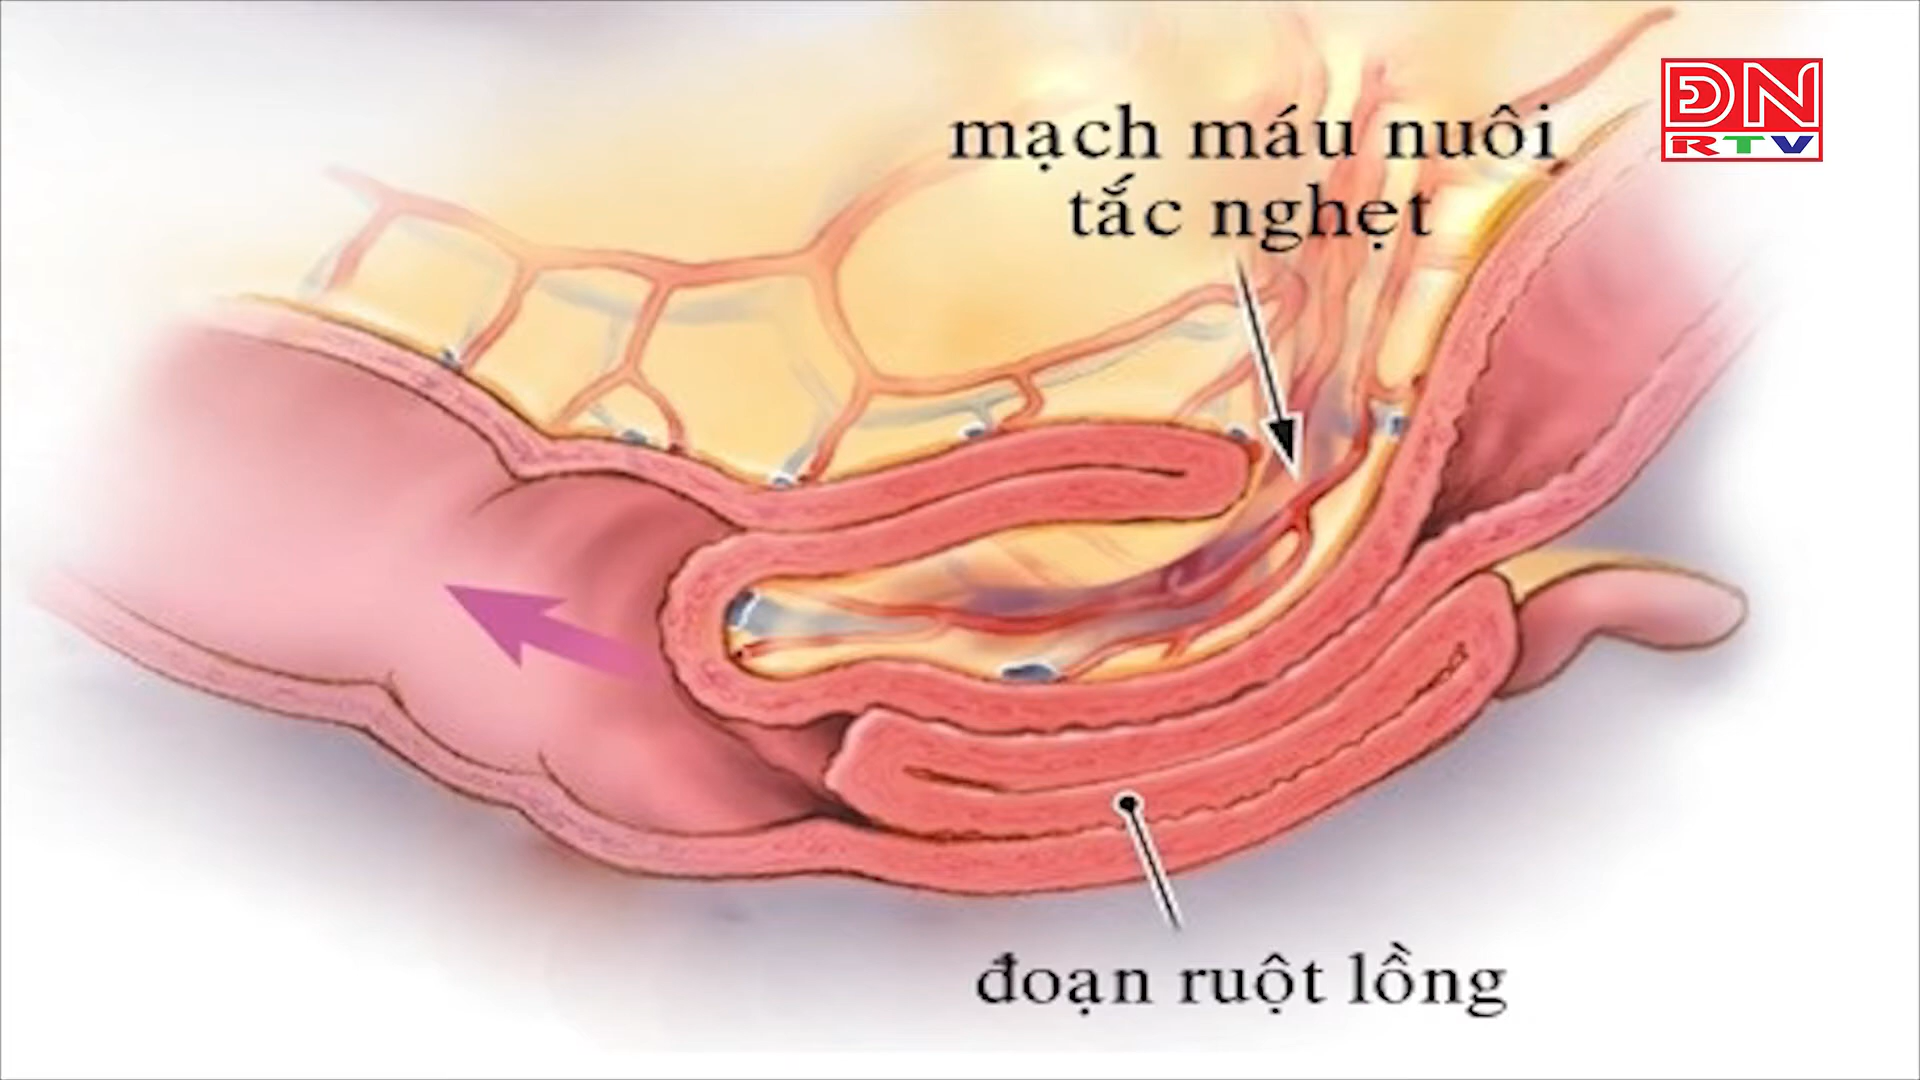 ĐN
RTV
mạch máu nuôi
tắc nghẹt
đoạn ruột lồng